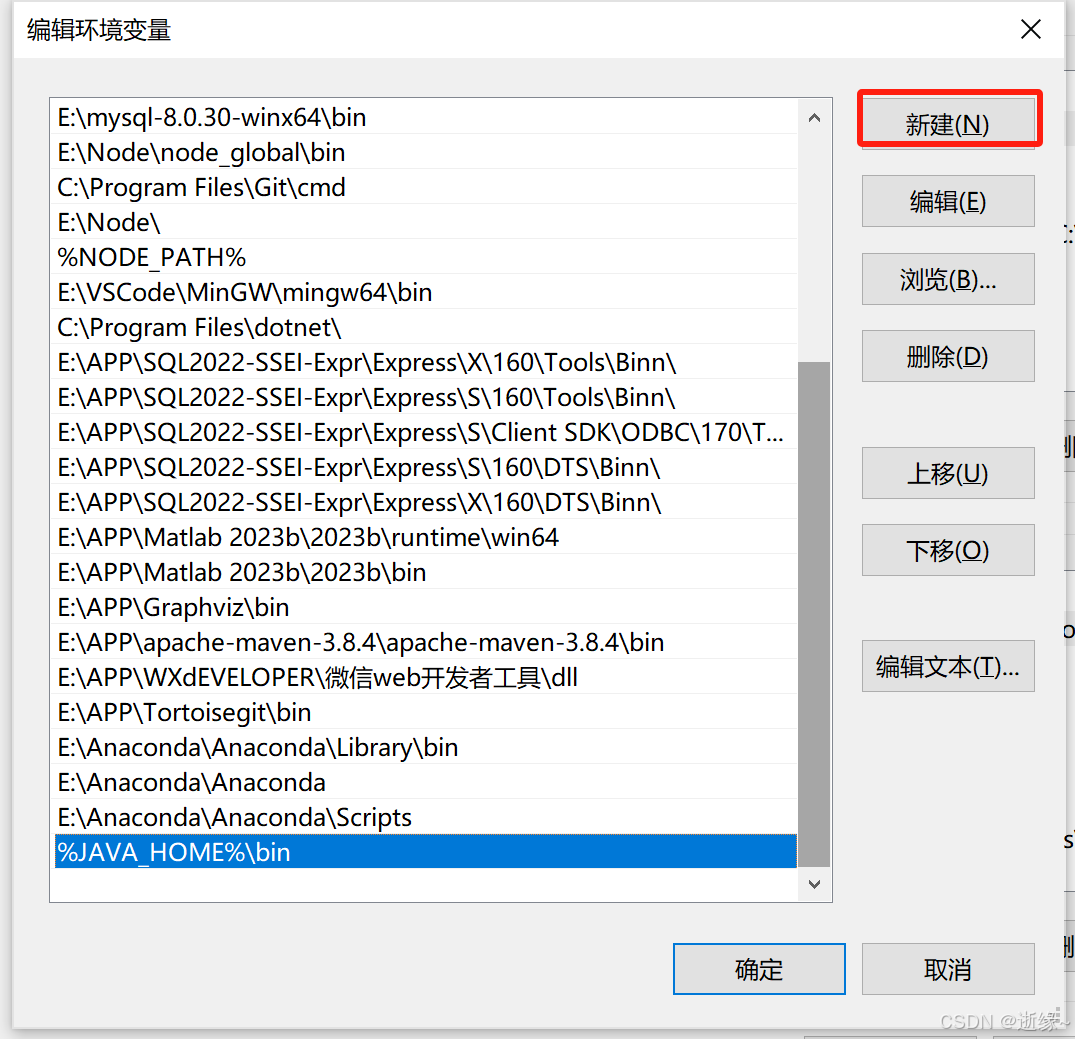 编辑环境变量
E:\mysql-8.0.30-winx64\bin
E:\Node\node_global\bin
C:\Program Files\Git\cmd
E:\Node\
%NODE_PATH%
E:\VSCode\MinGW\mingw64\bin
C:\Program Files\dotnet\
E:\APP\SQL2022-SSEI-Expr\Express\X\160\Tools\Binn\
E:\APP\SQL2022-SSEI-Expr\Express\S\160\Tools\Binn\
E:\APP\SQL2022-SSEI-Expr\Express\S\Client SDK\ODBC\170\T...
E:\APP\SQL2022-SSEI-Expr\Express\S\160\DTS\Binn\
E:\APP\SQL2022-SSEI-Expr\Express\X\160\DTS\Binn\
E:\APP\Matlab 2023b\2023b\runtime\win64
E:\APP\Matlab 2023b\2023b\bin
E:\APP\Graphviz\bin
E:\APP\apache-maven-3.8.4\apache-maven-3.8.4\bin
E:\APP\WXdEVELOPER\微信web开发者工具\dll
E:\APP\Tortoisegit\bin
E:\Anaconda\Anaconda\Library\bin
E:\Anaconda\Anaconda
E:\Anaconda\Anaconda\Scripts
%JAVA_HOME%\bin
新建(N)
编辑(E)
浏览(B)...
删除(D)
上移(U)
下移(O)
编辑文本(T)...
确定
取消
CSDN @逝缘~